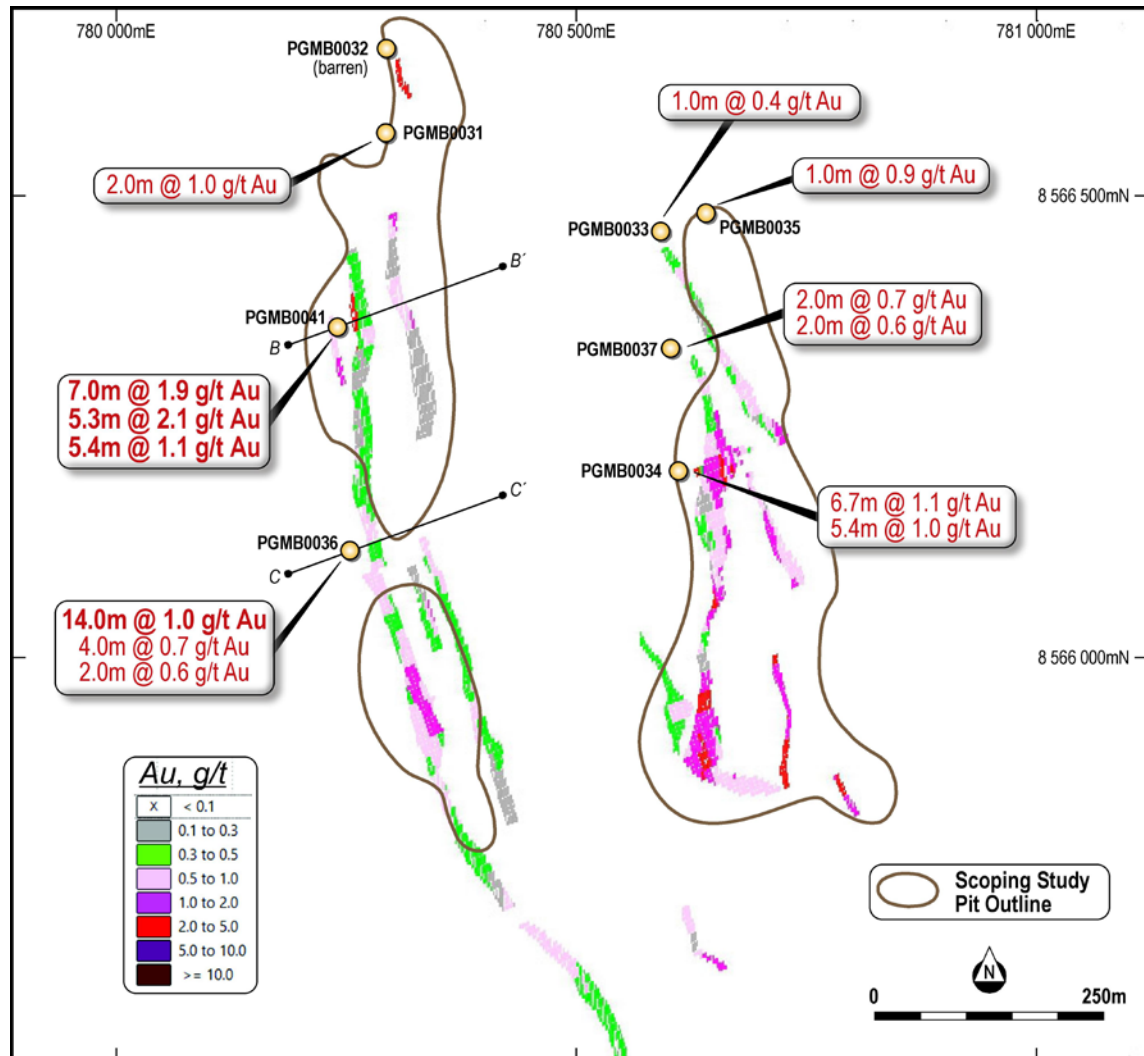 780 000mE
780 500mE
781 000mE
PGMB0032
(barren)
PGMB0031
2.0m @ 1.0 g/t Au
1.0m @ 0.4 g/t Au
1.0m @ 0.9 g/t Au
8 566 500mN
PGMB0033
PGMB0035
B'
PGMB0041
B
2.0m @ 0.7 g/t Au
2.0m @ 0.6 g/t Au
PGMB0037
7.0m @ 1.9 g/t Au
5.3m @ 2.1 g/t Au
5.4m @ 1.1 g/t Au
PGMB0034
C'
6.7m @ 1.1 g/t Au
5.4m @ 1.0 g/t Au
PGMB0036
C
14.0m @ 1.0 g/t Au
4.0m @ 0.7 g/t Au
2.0m @ 0.6 g/t Au
8 566 000mN
Au, g/t
X < 0.1
0.1 to 0.3
0.3 to 0.5
0.5 to 1.0
1.0 to 2.0
2.0 to 5.0
5.0 to 10.0
>= 10.0
Scoping Study
Pit Outline
N
0 250m